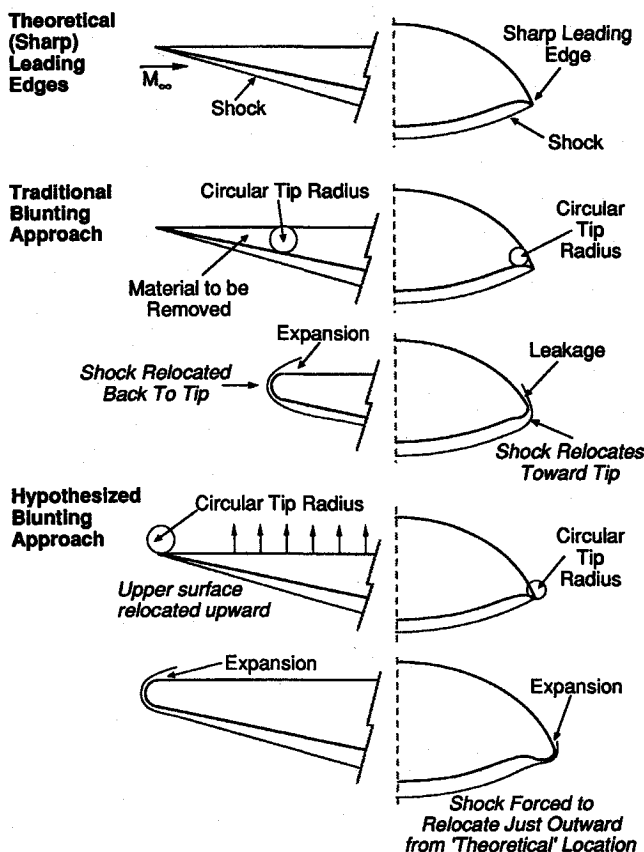 Theoretical
(Sharp)
Leading
Edges
M∞
Shock
Sharp Leading
Edge
Shock
Traditional
Blunting
Approach
Circular Tip Radius
Material to be
Removed
Circular
Tip
Radius
Shock Relocated
Back To Tip
Expansion
Leakage
Shock Relocates
Toward Tip
Hypothesized
Blunting
Approach
Circular Tip Radius
Upper surface
relocated upward
Circular
Tip
Radius
Expansion
Expansion
Shock Forced to
Relocate Just Outward
from 'Theoretical' Location